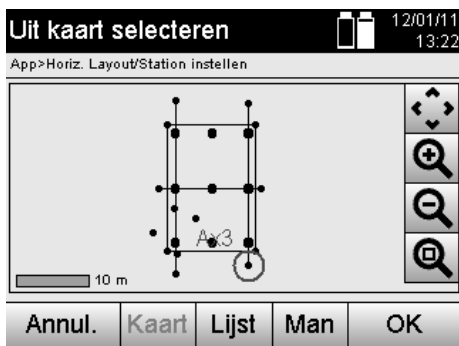 Uit kaart selecteren
12/01/11
13:22
App>Horiz. Layout/Station instellen
Ax3
10 m
Annul. Kaart Lijst Man OK